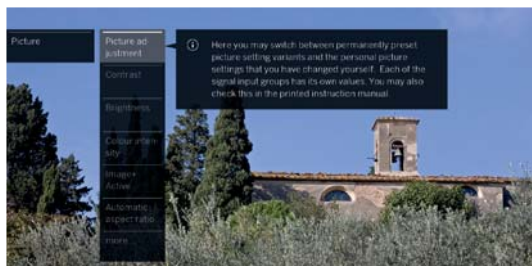 Picture
Picture ad
justment
Here you may switch between permanently preset
picture setting variants and the personal picture
settings that you have changed yourself. Each of the
signal input groups has its own values. You may also
check this in the printed instruction manual.
Contrast
Brightness
Colour inten-
sity
Image+
Active
Automatic
aspect ratio
more